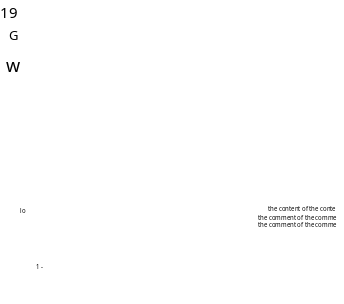 19
G
W
lo
the content of the conte
the comment of the comme
the comment of the comme
1 -